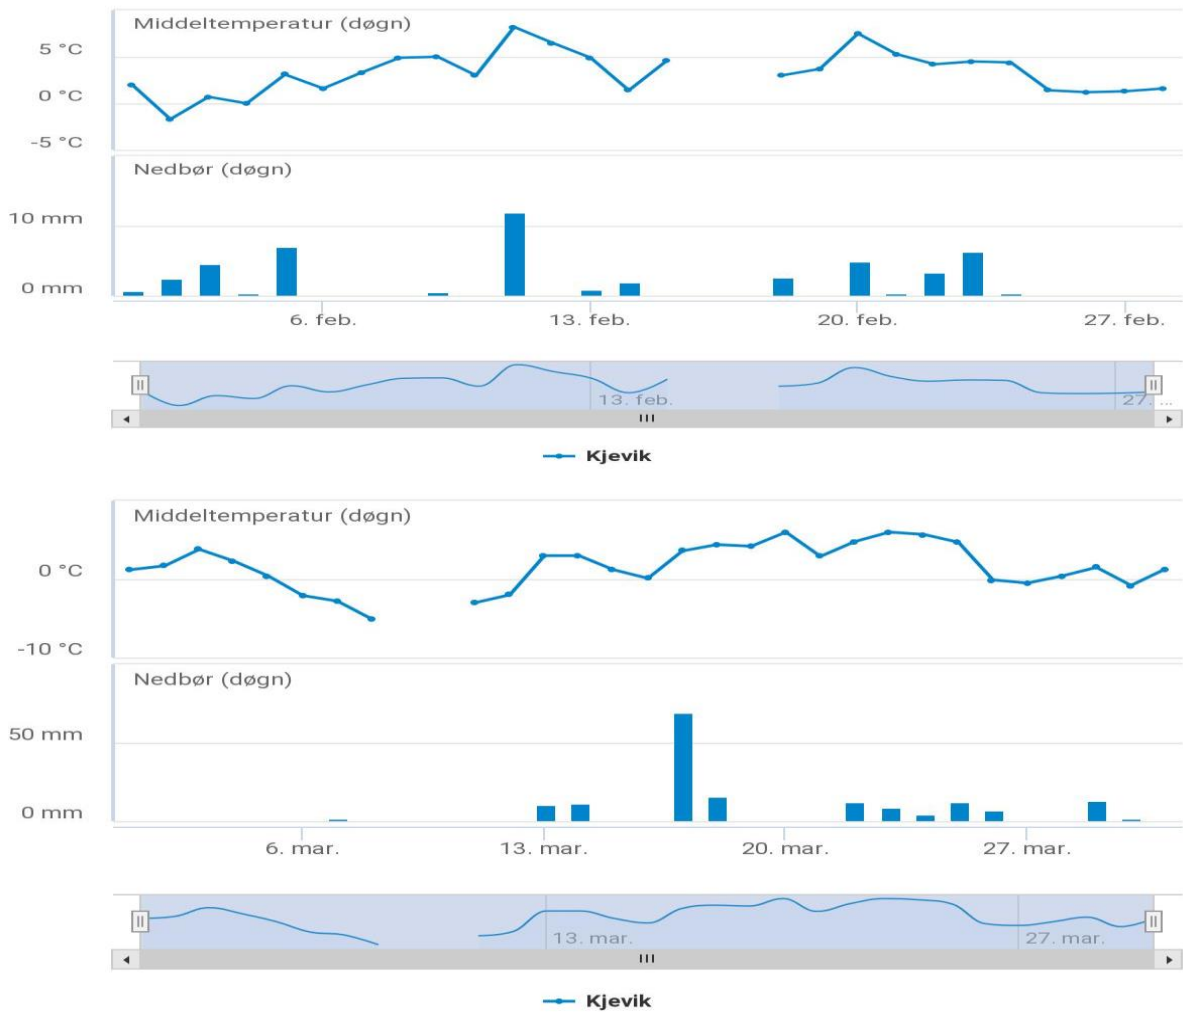 Middeltemperatur (døgn)
5 °C
0 °C
-5 °C
Nedbør (døgn)
10 mm
0 mm
6. feb. 13. feb. 20. feb. 27. feb.
13. feb. 27. ...
Kjevik
Middeltemperatur (døgn)
0 °C
-10 °C
Nedbør (døgn)
50 mm
0 mm
6. mar. 13. mar. 20. mar. 27. mar.
13. mar. 27. mar.
Kjevik